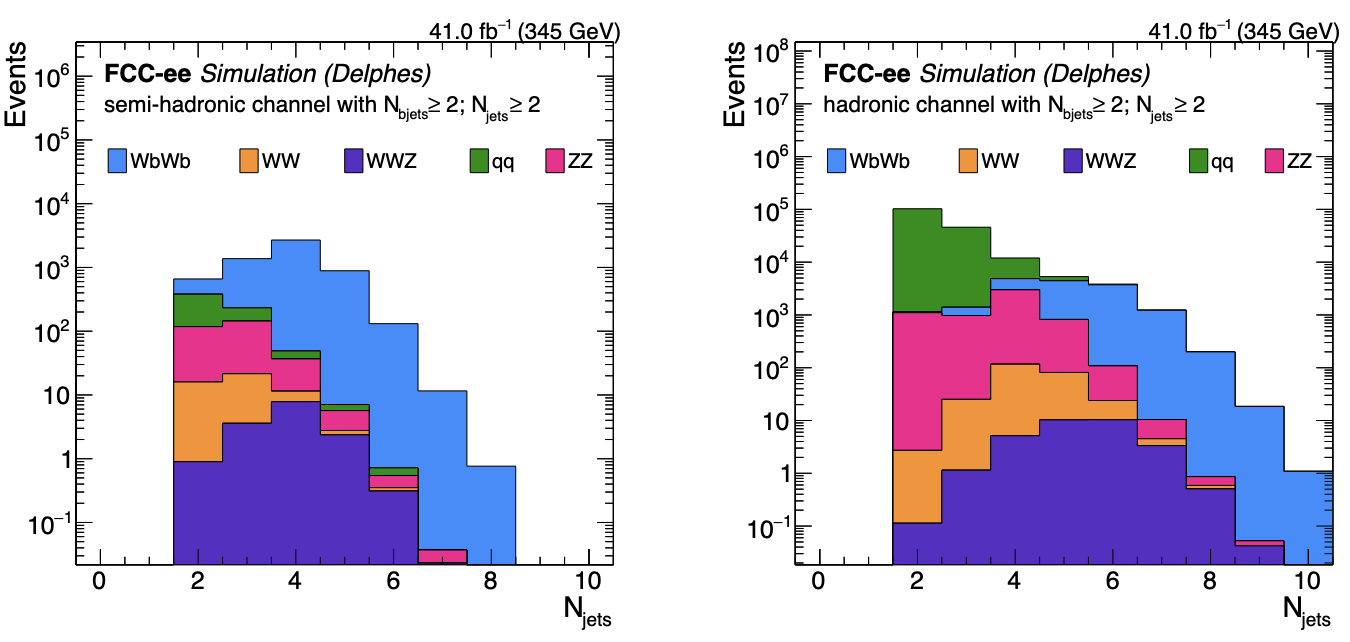 41.0 fb⁻¹ (345 GeV)
Events
FCC-ee Simulation (Delphes)
semi-hadronic channel with N_bjets ≥ 2; N_jets ≥ 2
WbWb WW WWZ qq ZZ
10⁶
10⁵
10⁴
10³
10²
10
1
10⁻¹
0 2 4 6 8 10
N_jets
41.0 fb⁻¹ (345 GeV)
Events
FCC-ee Simulation (Delphes)
hadronic channel with N_bjets ≥ 2; N_jets ≥ 2
WbWb WW WWZ qq ZZ
10⁸
10⁷
10⁶
10⁵
10⁴
10³
10²
10
1
10⁻¹
0 2 4 6 8 10
N_jets